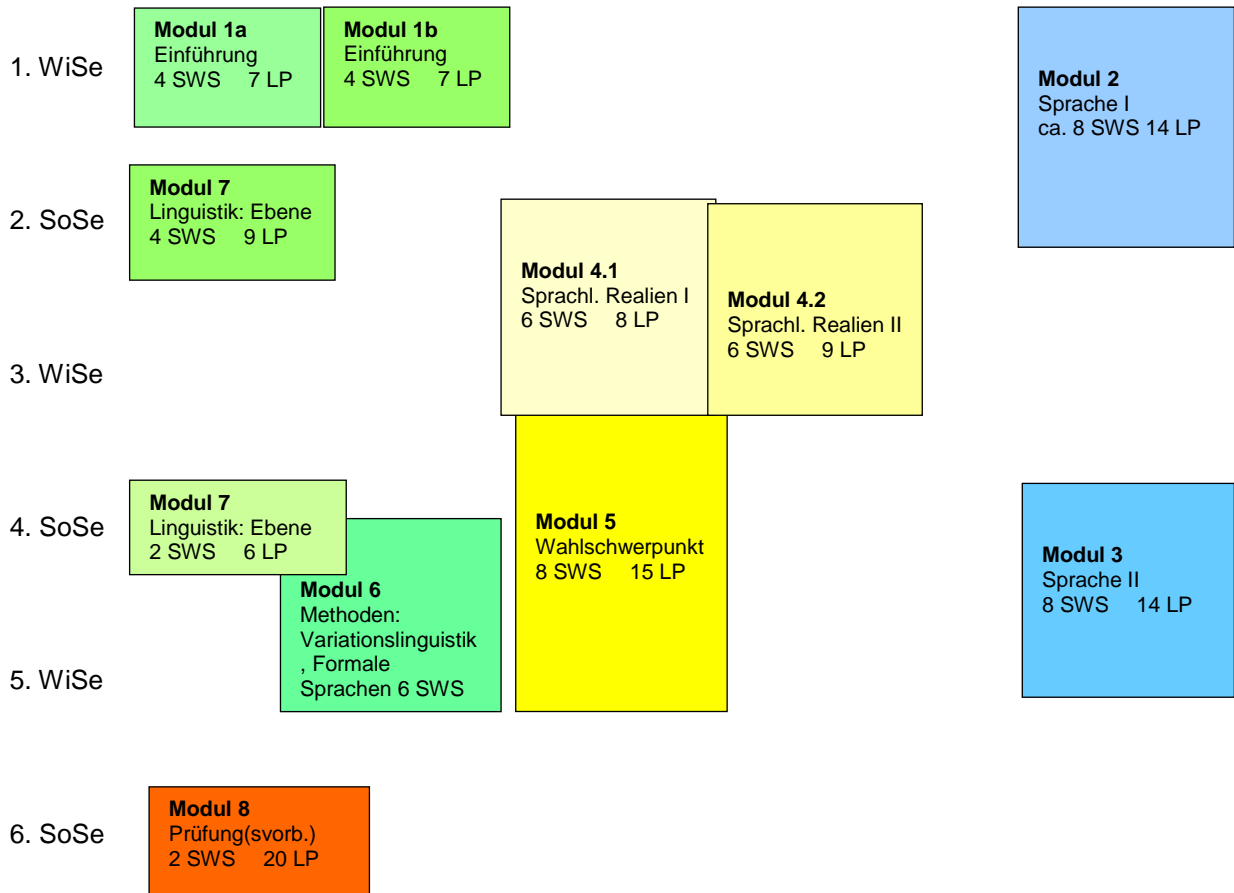 1. WiSe
Modul 1a
Einführung
4 SWS 7 LP
Modul 1b
Einführung
4 SWS 7 LP
Modul 2
Sprache I
ca. 8 SWS 14 LP
2. SoSe
Modul 7
Linguistik: Ebene
4 SWS 9 LP
Modul 4.1
Sprachl. Realien I
6 SWS 8 LP
Modul 4.2
Sprachl. Realien II
6 SWS 9 LP
3. WiSe
4. SoSe
Modul 7
Linguistik: Ebene
2 SWS 6 LP
Modul 6
Methoden:
Variationslinguistik
, Formale
Sprachen 6 SWS
Modul 5
Wahlschwerpunkt
8 SWS 15 LP
Modul 3
Sprache II
8 SWS 14 LP
5. WiSe
6. SoSe
Modul 8
Prüfung(svorb.)
2 SWS 20 LP